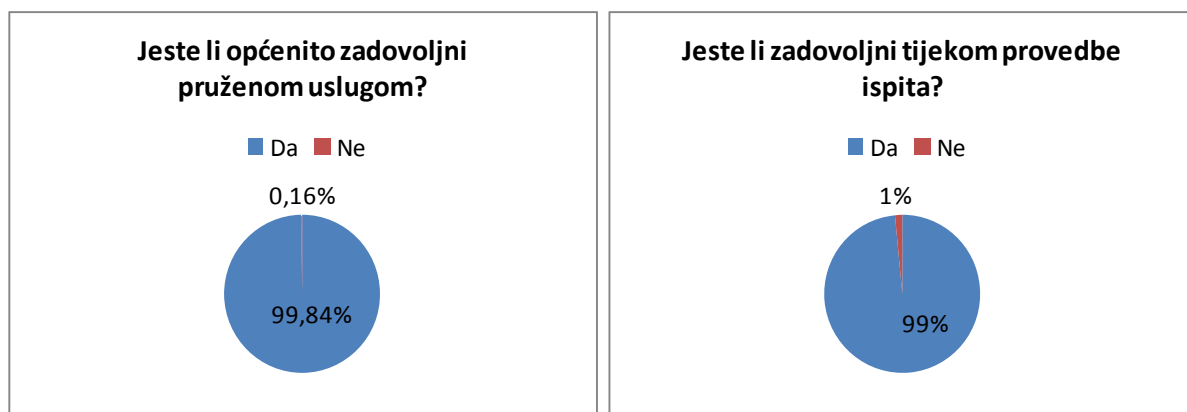 Jeste li općenito zadovoljni
pruženom uslugom?
Da Ne
0,16%
99,84%
Jeste li zadovoljni tijekom provedbe
ispita?
Da Ne
1%
99%